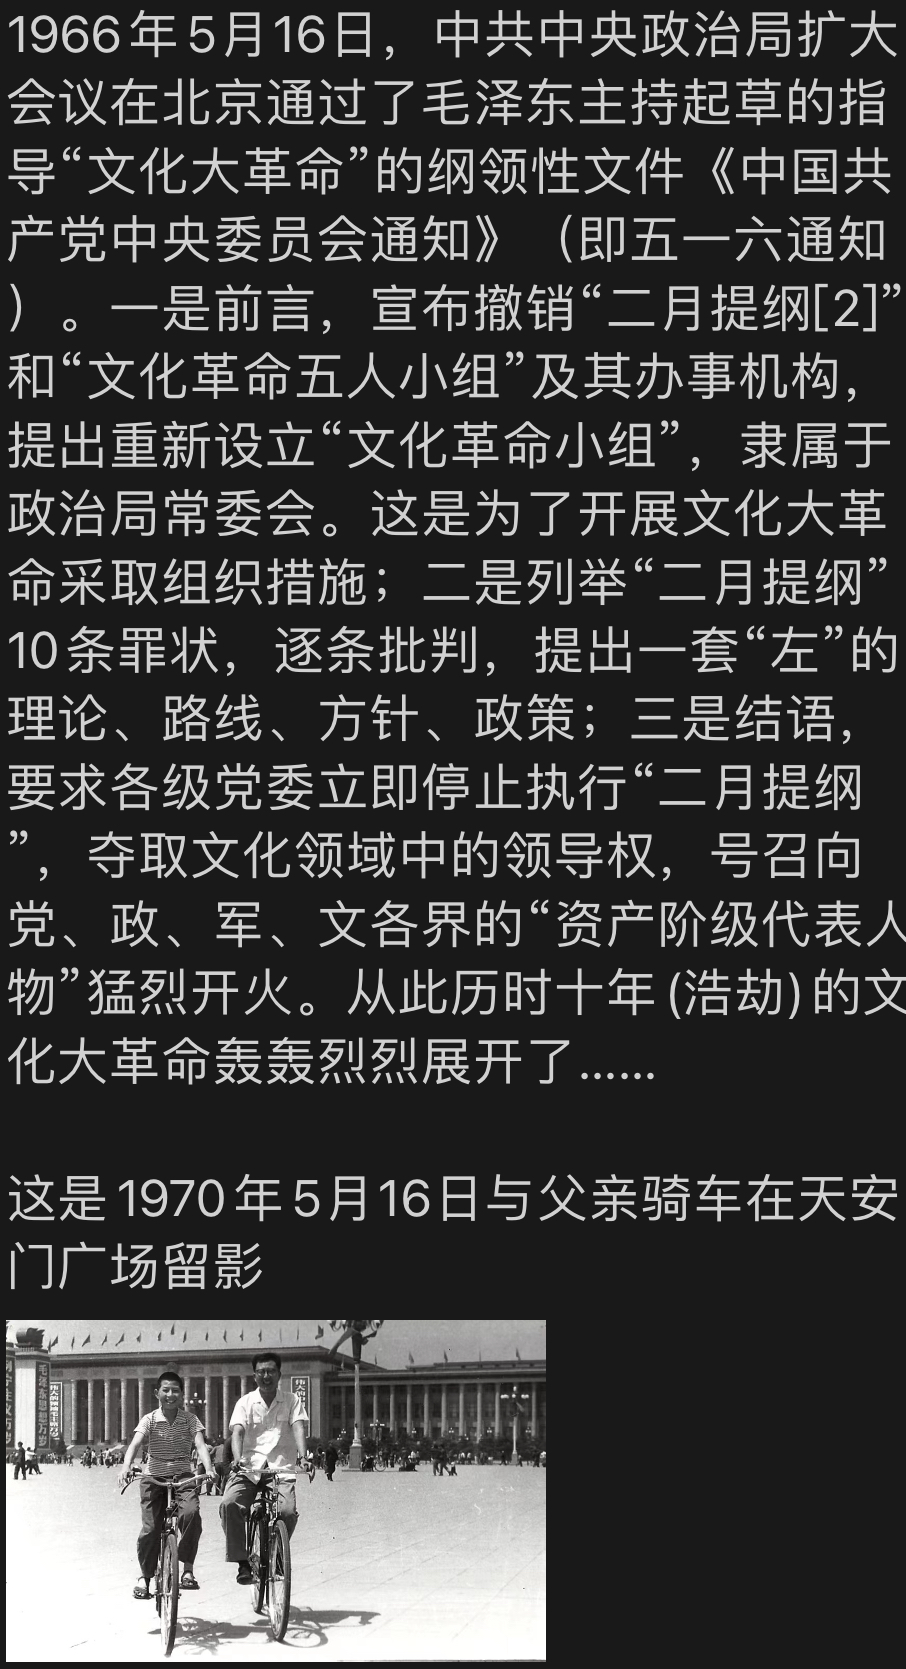 1966年5月16日，中共中央政治局扩大
会议在北京通过了毛泽东主持起草的指
导“文化大革命”的纲领性文件《中国共
产党中央委员会通知》（即五一六通知
）。一是前言，宣布撤销“二月提纲[2]”
和“文化革命五人小组”及其办事机构，
提出重新设立“文化革命小组”，隶属于
政治局常委会。这是为了开展文化大革
命采取组织措施；二是列举“二月提纲”
10条罪状，逐条批判，提出一套“左”的
理论、路线、方针、政策；三是结语，
要求各级党委立即停止执行“二月提纲
”，夺取文化领域中的领导权，号召向
党、政、军、文各界的“资产阶级代表人
物”猛烈开火。从此历时十年(浩劫)的文
化大革命轰轰烈烈展开了……
这是1970年5月16日与父亲骑车在天安
门广场留影
毛泽东思想万岁